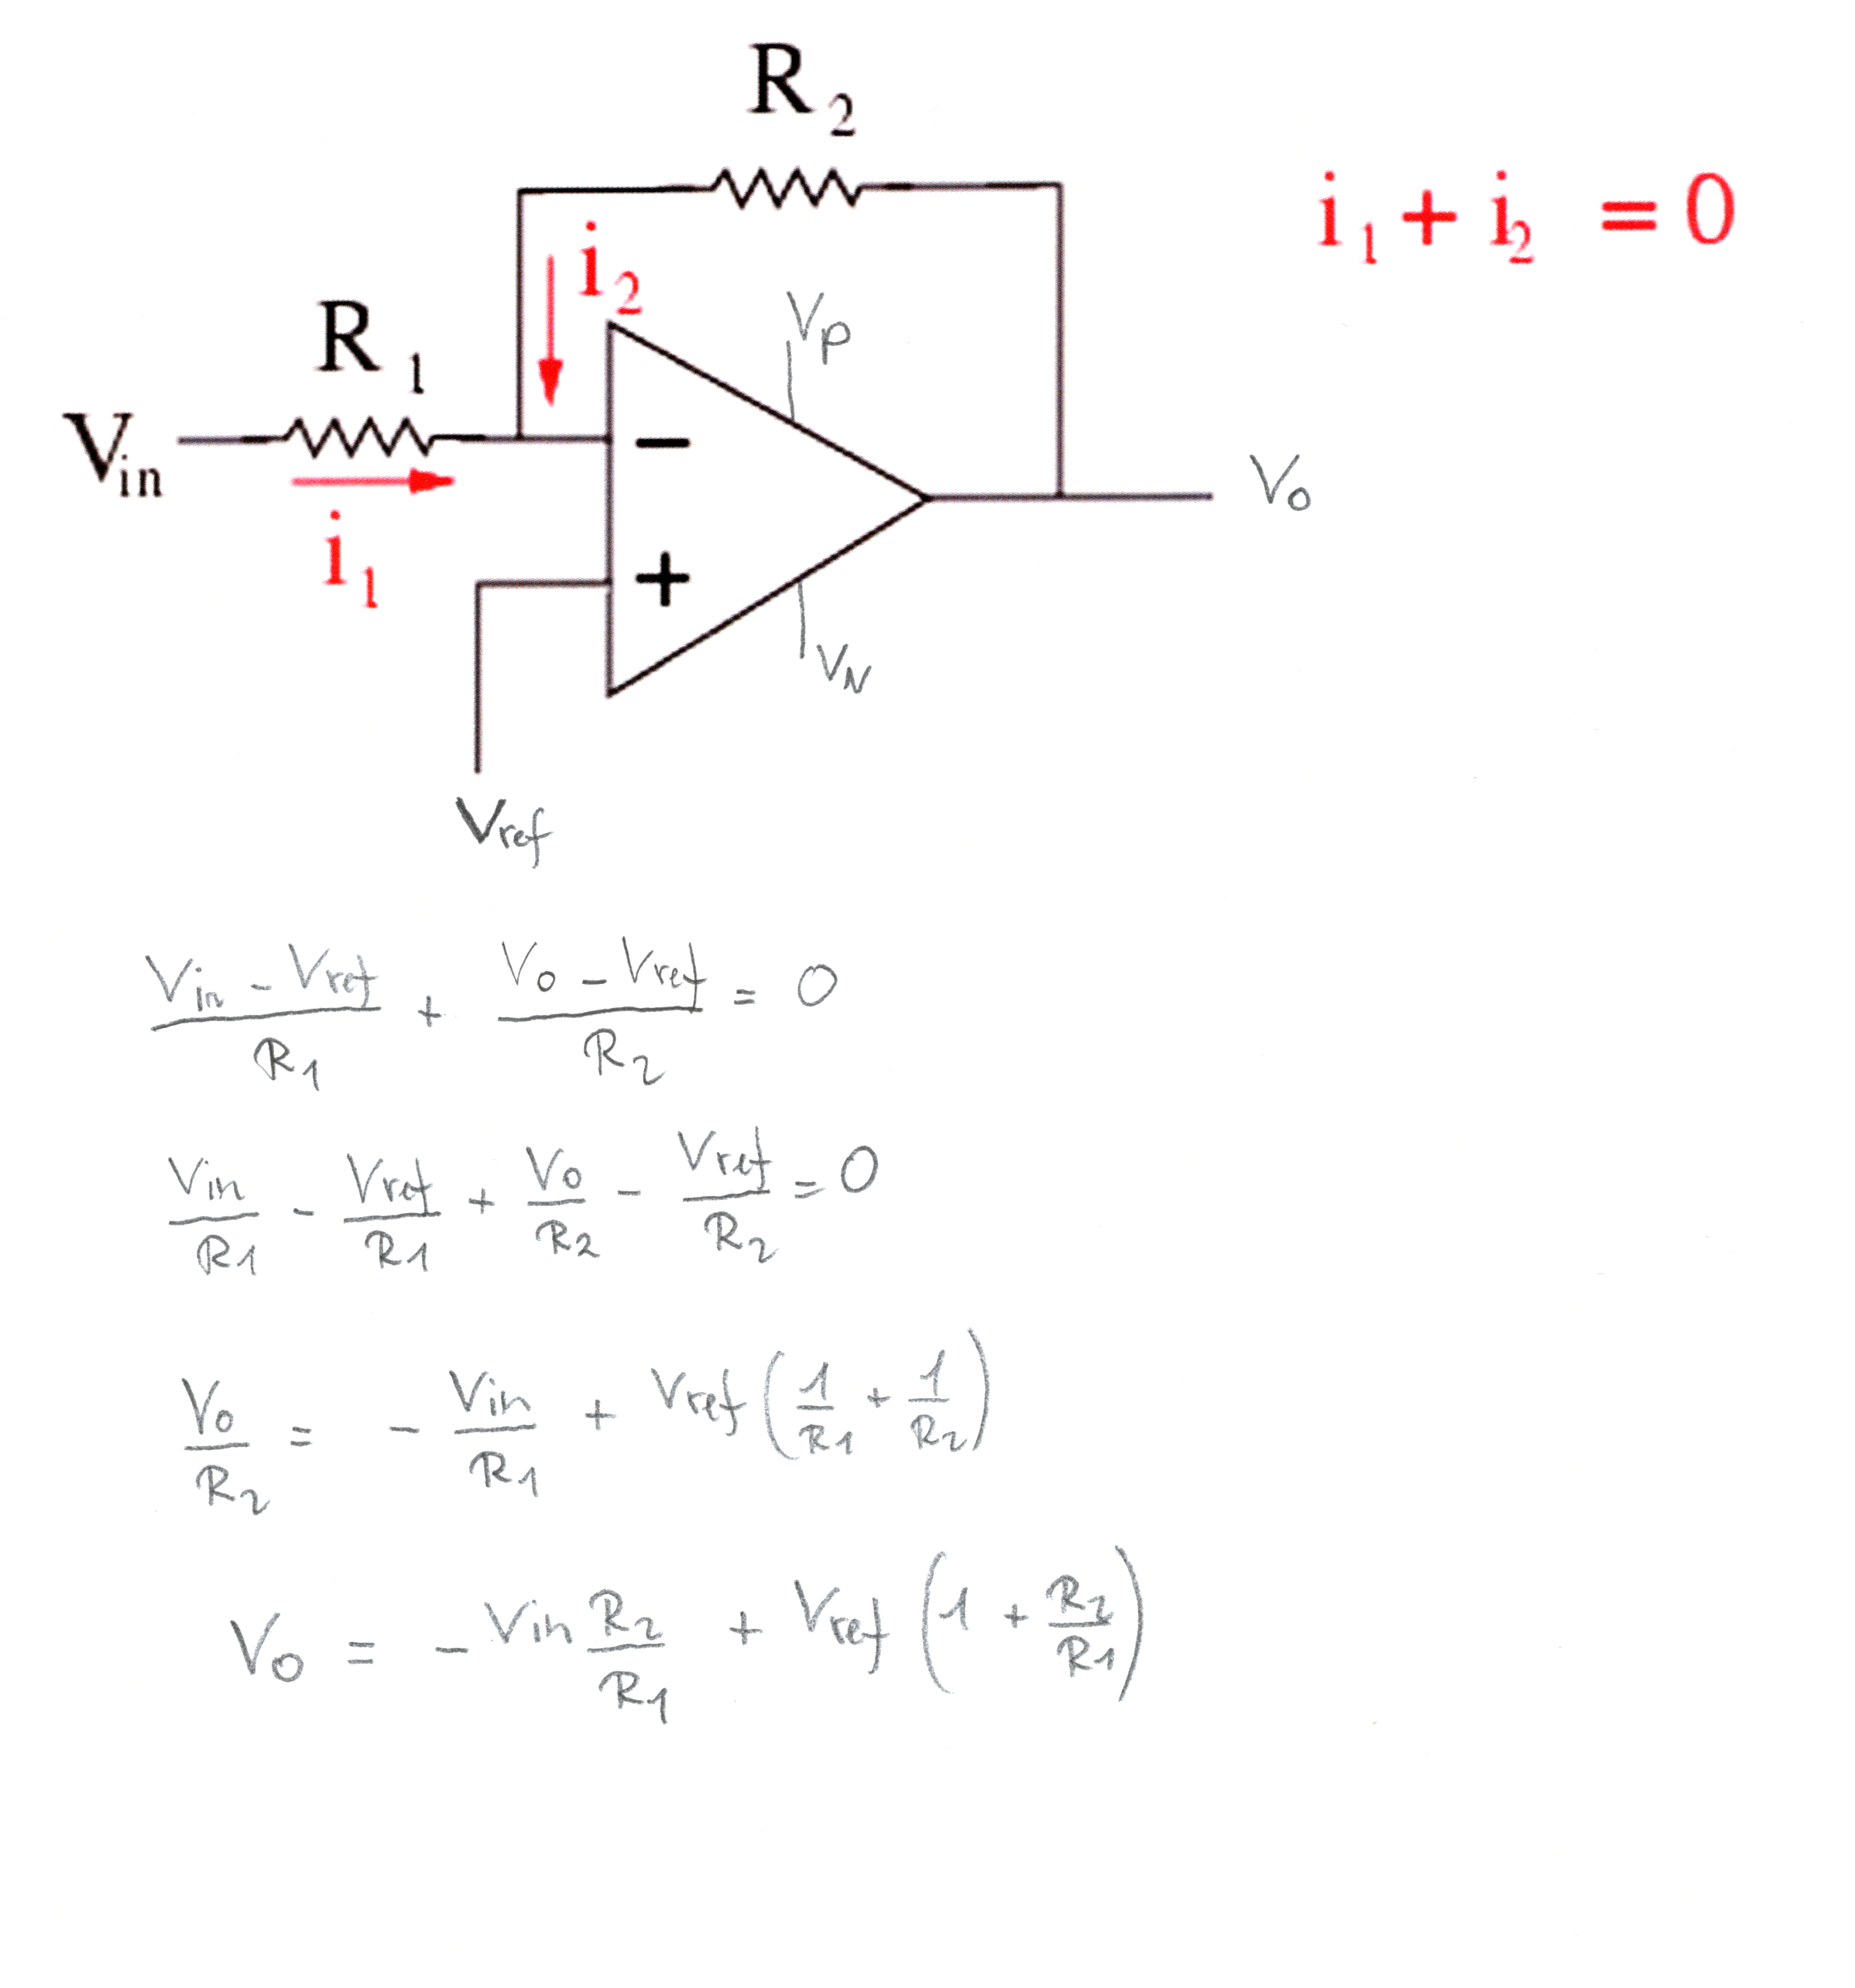 R2
i1 + i2 = 0
i2
Vp
R1
Vin
Vo
−
i1
+
VN
Vref
(Vin - Vref)/R1 + (Vo - Vref)/R2 = 0
Vin/R1 - Vref/R1 + Vo/R2 - Vref/R2 = 0
Vo/R2 = - Vin/R1 + Vref (1/R1 + 1/R2)
Vo = - Vin R2/R1 + Vref (1 + R2/R1)